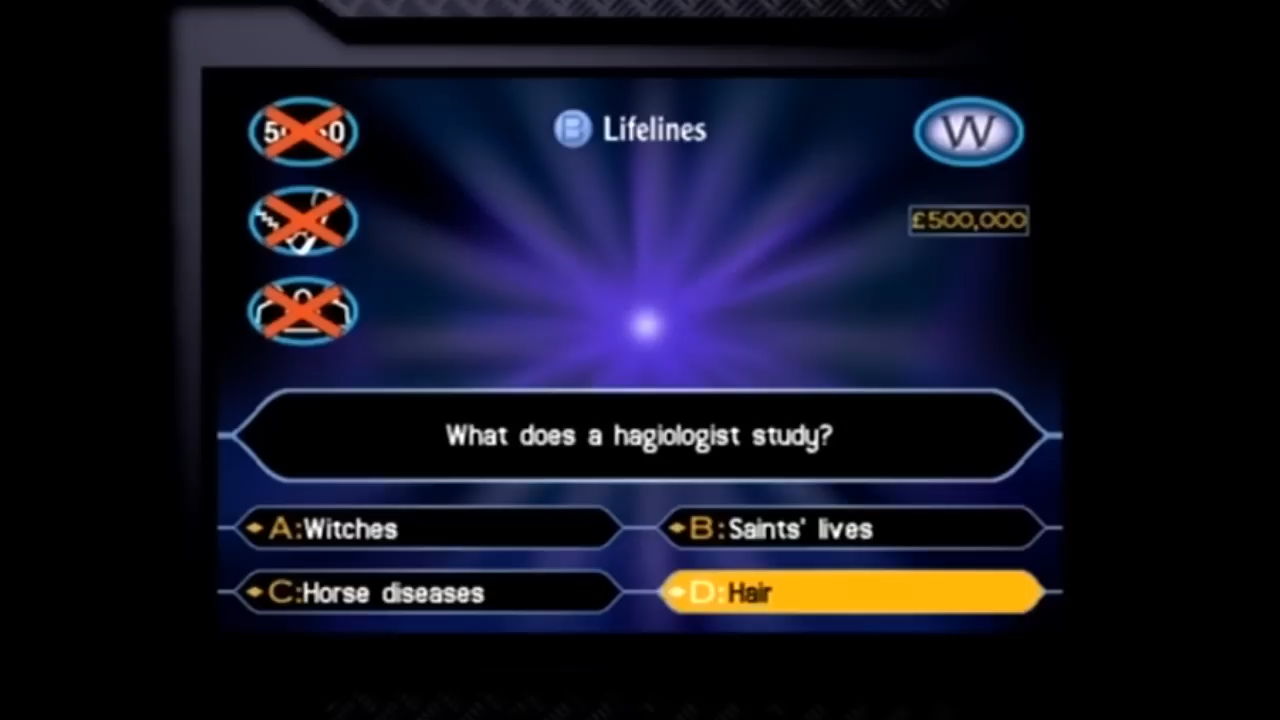 B Lifelines
W
£500,000
What does a hagiologist study?
A:Witches
B:Saints' lives
C:Horse diseases
D:Hair